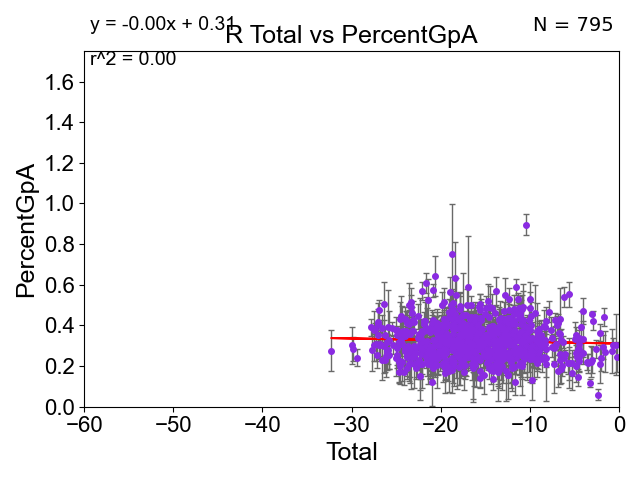 y = -0.00x + 0.31
R Total vs PercentGpA
N = 795
r^2 = 0.00
PercentGpA
1.6
1.4
1.2
1.0
0.8
0.6
0.4
0.2
0.0
−60
−50
−40
−30
−20
−10
0
Total